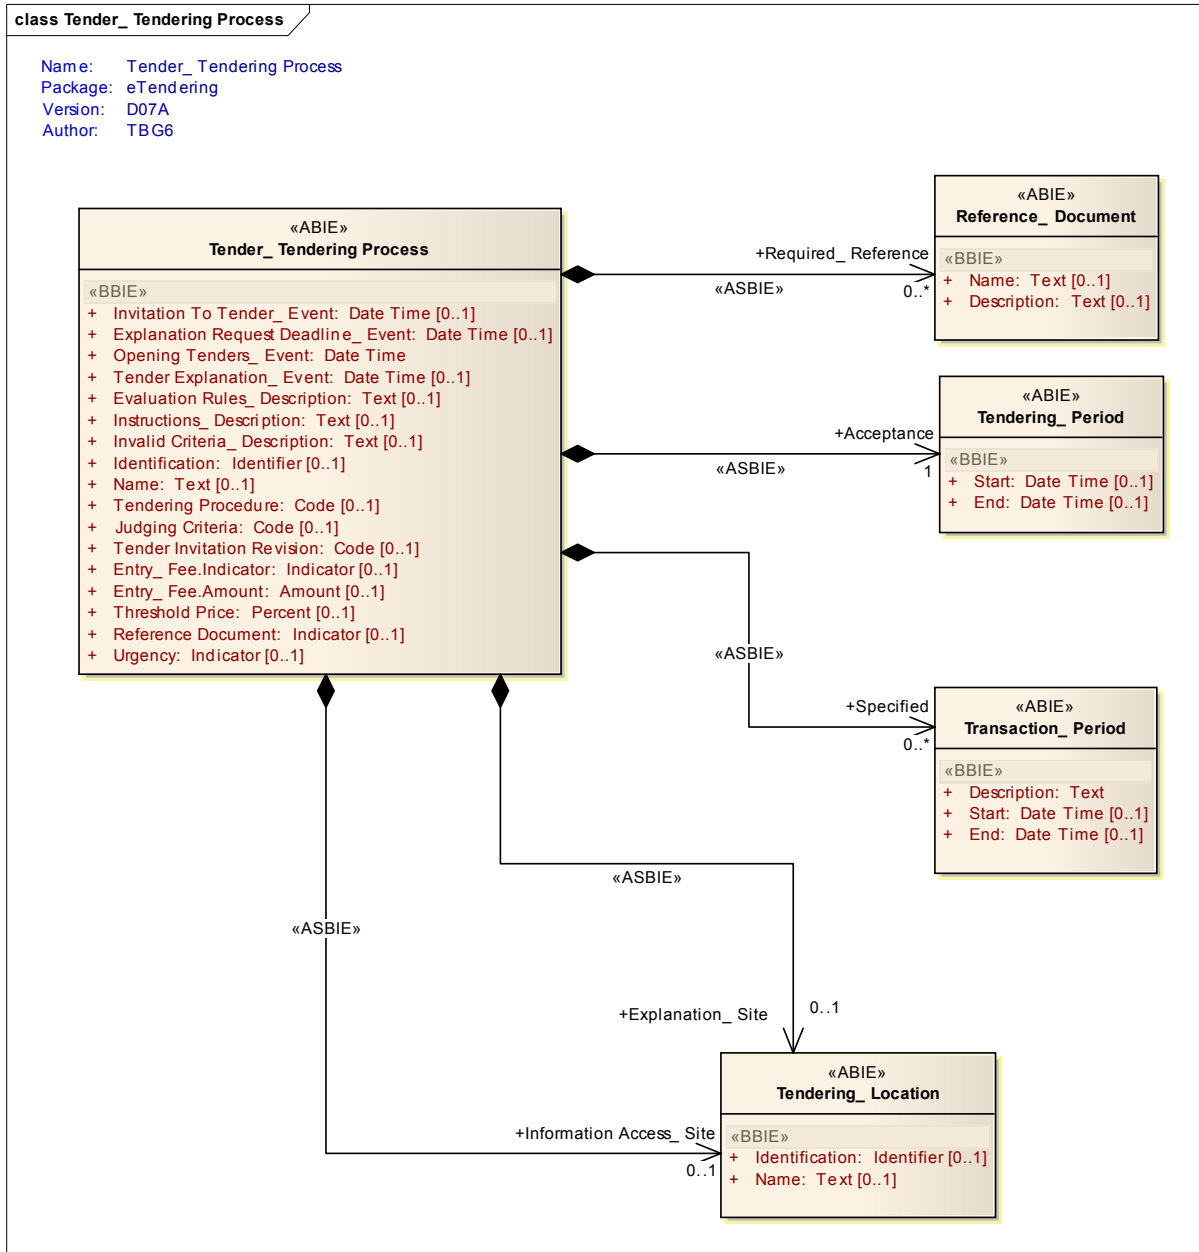 class Tender_ Tendering Process
Name: Tender_ Tendering Process
Package: eTendering
Version: D07A
Author: TBG6
«ABIE»
Tender_ Tendering Process
«BBIE»
+ Invitation To Tender_ Event: Date Time [0..1]
+ Explanation Request Deadline_ Event: Date Time [0..1]
+ Opening Tenders_ Event: Date Time
+ Tender Explanation_ Event: Date Time [0..1]
+ Evaluation Rules_ Description: Text [0..1]
+ Instructions_ Description: Text [0..1]
+ Invalid Criteria_ Description: Text [0..1]
+ Identification: Identifier [0..1]
+ Name: Text [0..1]
+ Tendering Procedure: Code [0..1]
+ Judging Criteria: Code [0..1]
+ Tender Invitation Revision: Code [0..1]
+ Entry_ Fee.Indicator: Indicator [0..1]
+ Entry_ Fee.Amount: Amount [0..1]
+ Threshold Price: Percent [0..1]
+ Reference Document: Indicator [0..1]
+ Urgency: Indicator [0..1]
+Required_ Reference
«ASBIE»
0..*
«ABIE»
Reference_ Document
«BBIE»
+ Name: Text [0..1]
+ Description: Text [0..1]
+Acceptance
«ASBIE»
1
«ABIE»
Tendering_ Period
«BBIE»
+ Start: Date Time [0..1]
+ End: Date Time [0..1]
«ASBIE»
+Specified
0..*
«ABIE»
Transaction_ Period
«BBIE»
+ Description: Text
+ Start: Date Time [0..1]
+ End: Date Time [0..1]
«ASBIE»
+Explanation_ Site
0..1
«ASBIE»
+Information Access_ Site
0..1
«ABIE»
Tendering_ Location
«BBIE»
+ Identification: Identifier [0..1]
+ Name: Text [0..1]